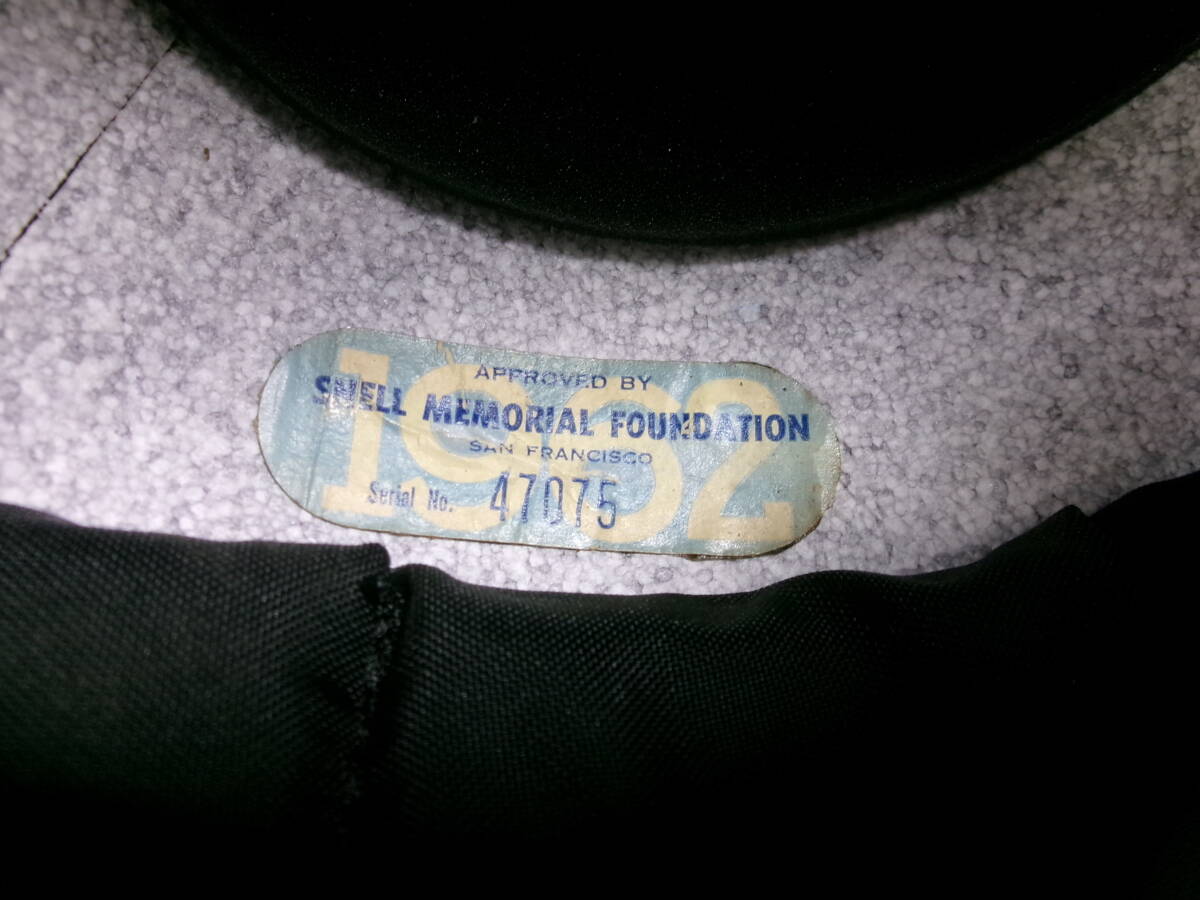 1962
APPROVED BY
SNELL MEMORIAL FOUNDATION
SAN FRANCISCO
Serial No. 47075